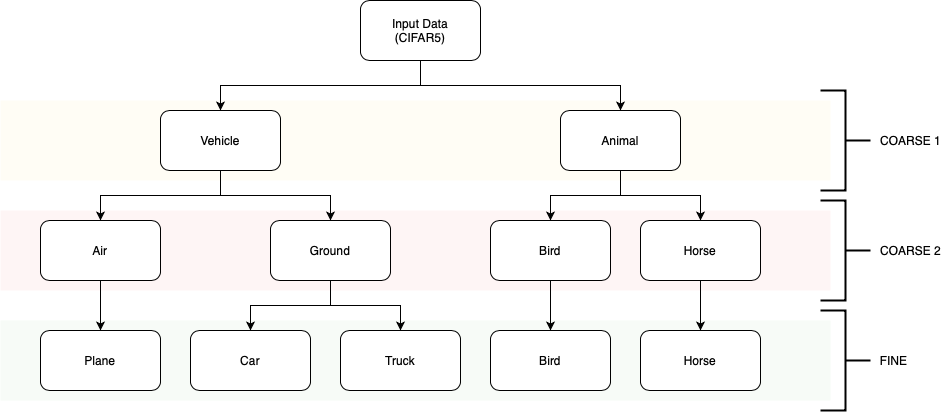 Input Data
(CIFAR5)
Vehicle
Animal
COARSE 1
Air
Ground
Bird
Horse
COARSE 2
Plane
Car
Truck
Bird
Horse
FINE